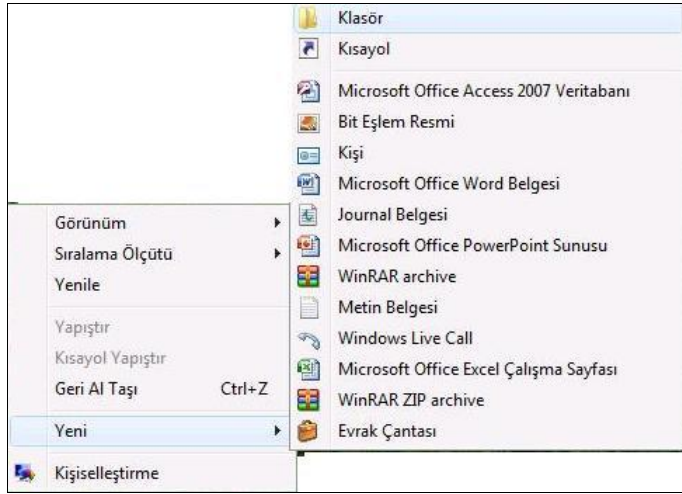 Klasör
Kısayol
Microsoft Office Access 2007 Veritabanı
Bit Eşlem Resmi
Kişi
Microsoft Office Word Belgesi
Journal Belgesi
Microsoft Office PowerPoint Sunusu
WinRAR archive
Metin Belgesi
Windows Live Call
Microsoft Office Excel Çalışma Sayfası
WinRAR ZIP archive
Evrak Çantası
Görünüm
Sıralama Ölçütü
Yenile
Yapıştır
Kısayol Yapıştır
Geri Al Taşı Ctrl+Z
Yeni
Kişiselleştirme